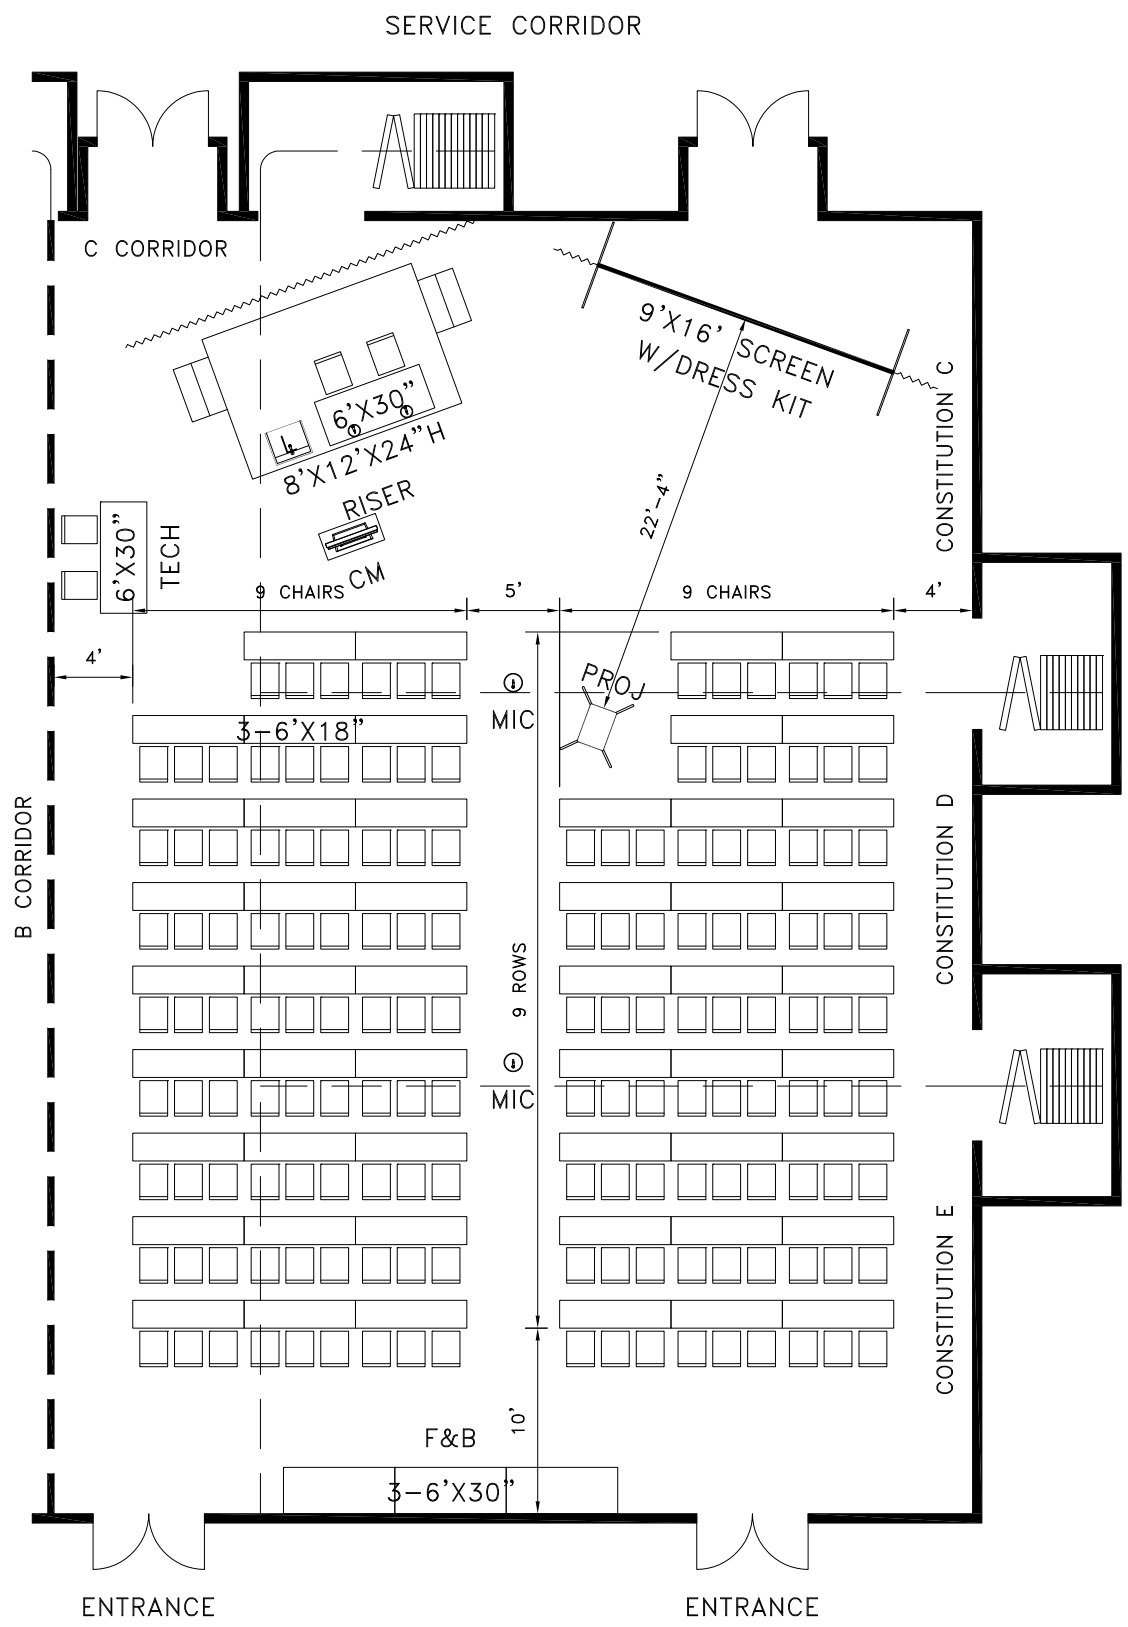 SERVICE CORRIDOR
C CORRIDOR
9'X16' SCREEN
W/DRESS KIT
6'X30"
8'X12'X24"H
RISER
CM
22'-4"
CONSTITUTION C
6'X30"
TECH
9 CHAIRS
5'
9 CHAIRS
4'
4'
PROJ
MIC
3-6'X18"
B CORRIDOR
CONSTITUTION D
9 ROWS
MIC
CONSTITUTION E
10'
F&B
3-6'X30"
ENTRANCE
ENTRANCE